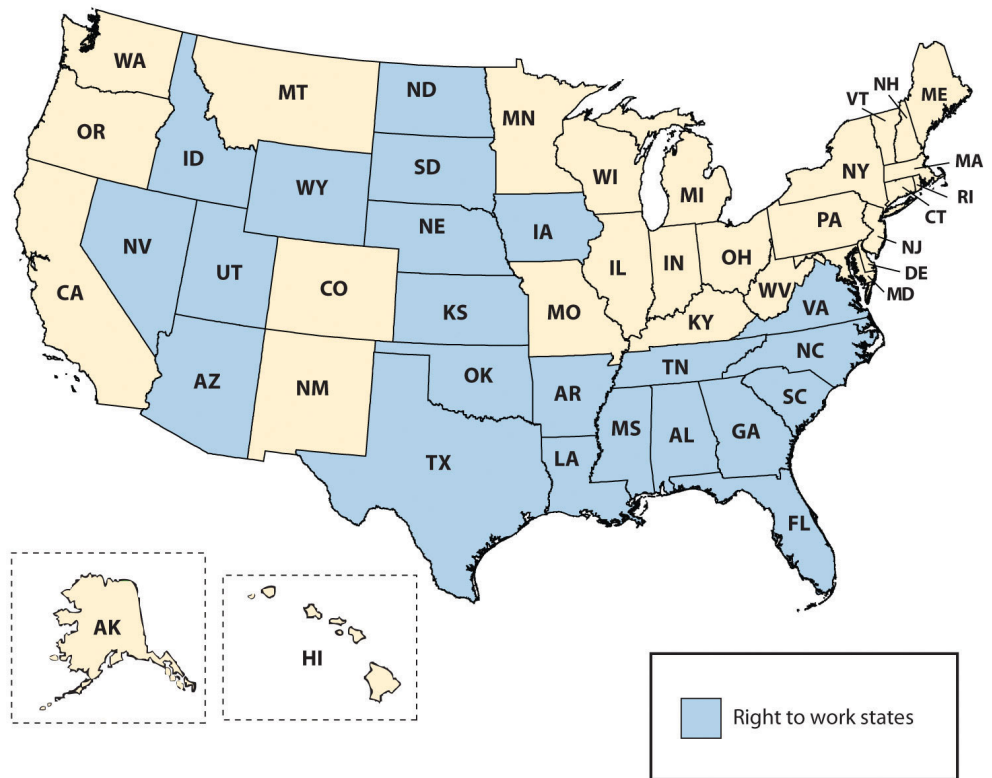 WA
MT
ND
MN
NH
VT
ME
OR
ID
WY
SD
WI
MI
NY
MA
RI
CT
NV
UT
NE
IA
PA
NJ
CA
CO
KS
MO
IL
IN
OH
WV
DE
MD
KY
VA
AZ
NM
OK
AR
TN
NC
SC
TX
LA
MS
AL
GA
FL
AK
HI
Right to work states